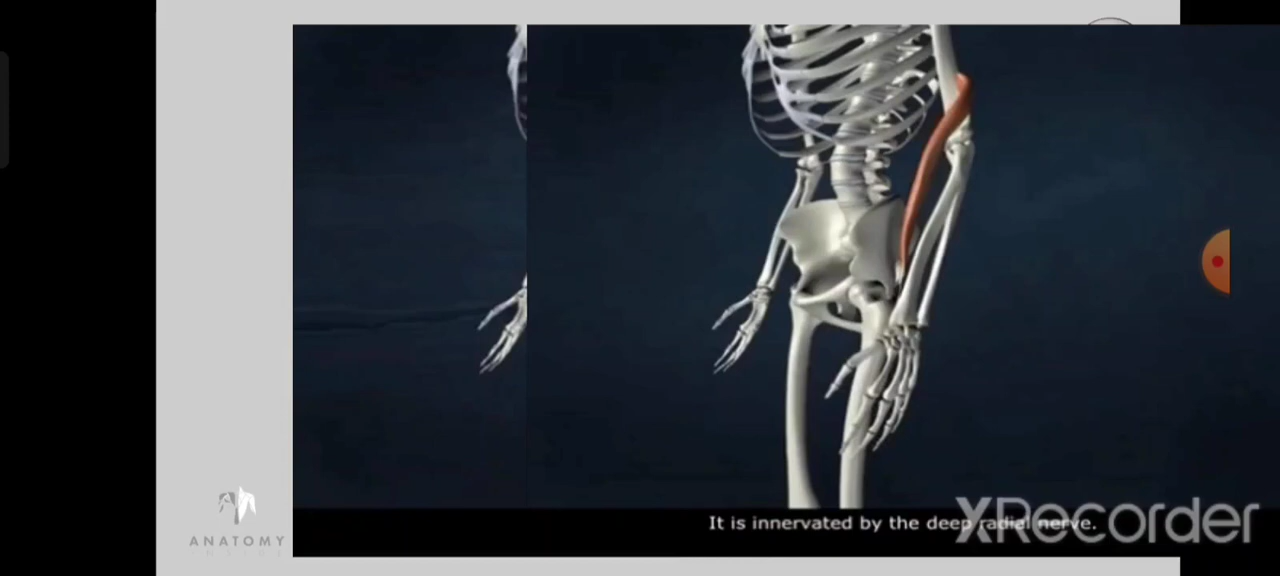 It is innervated by the deep radial nerve.
XRecorder
ANATOMY